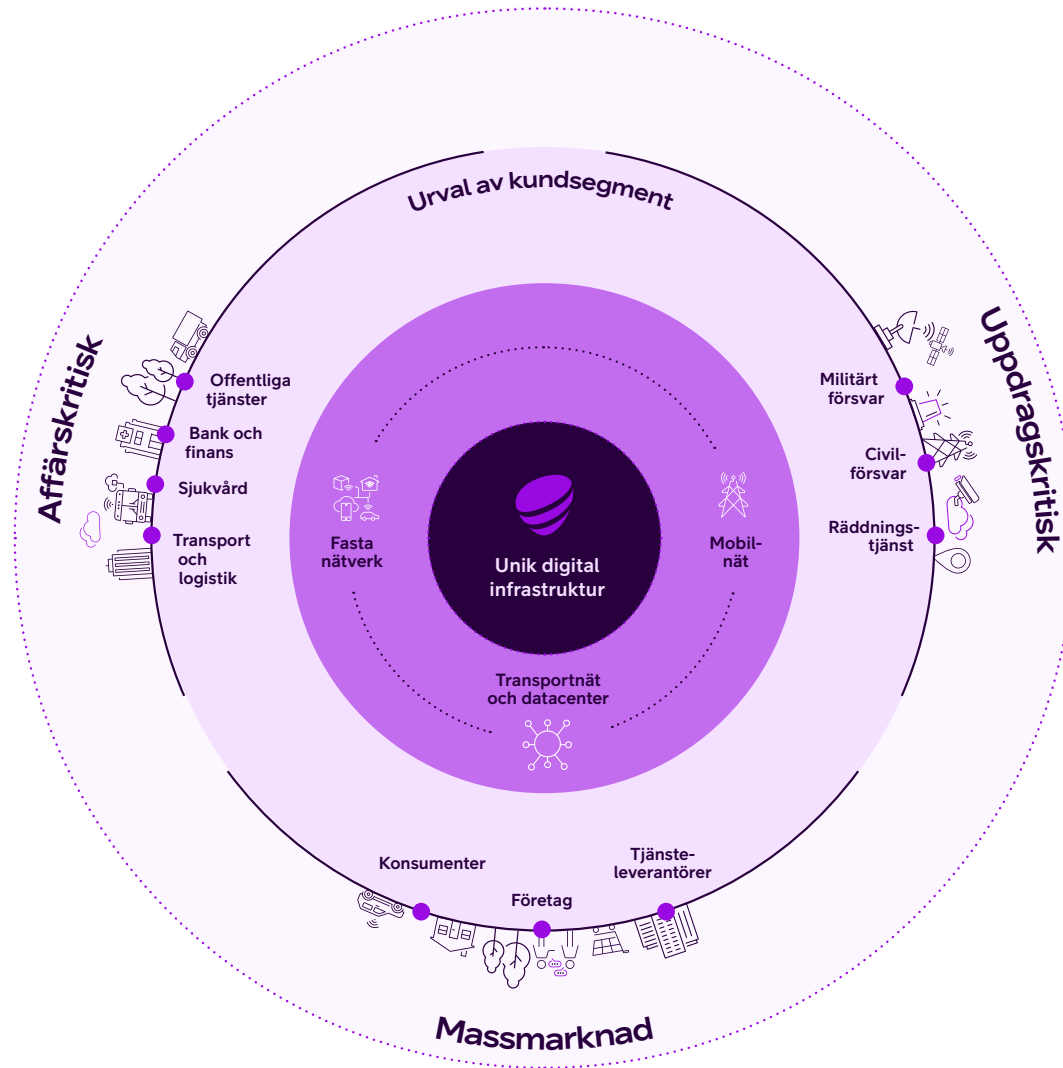 Urval av kundsegment
Affärskritisk
Offentliga
tjänster
Bank och
finans
Sjukvård
Transport
och
logistik
Uppdragskritisk
Militärt
försvar
Civil-
försvar
Räddnings-
tjänst
Fasta
nätverk
Unik digital
infrastruktur
Mobil-
nät
Transportnät
och datacenter
Konsumenter
Företag
Tjänste-
leverantörer
Massmarknad